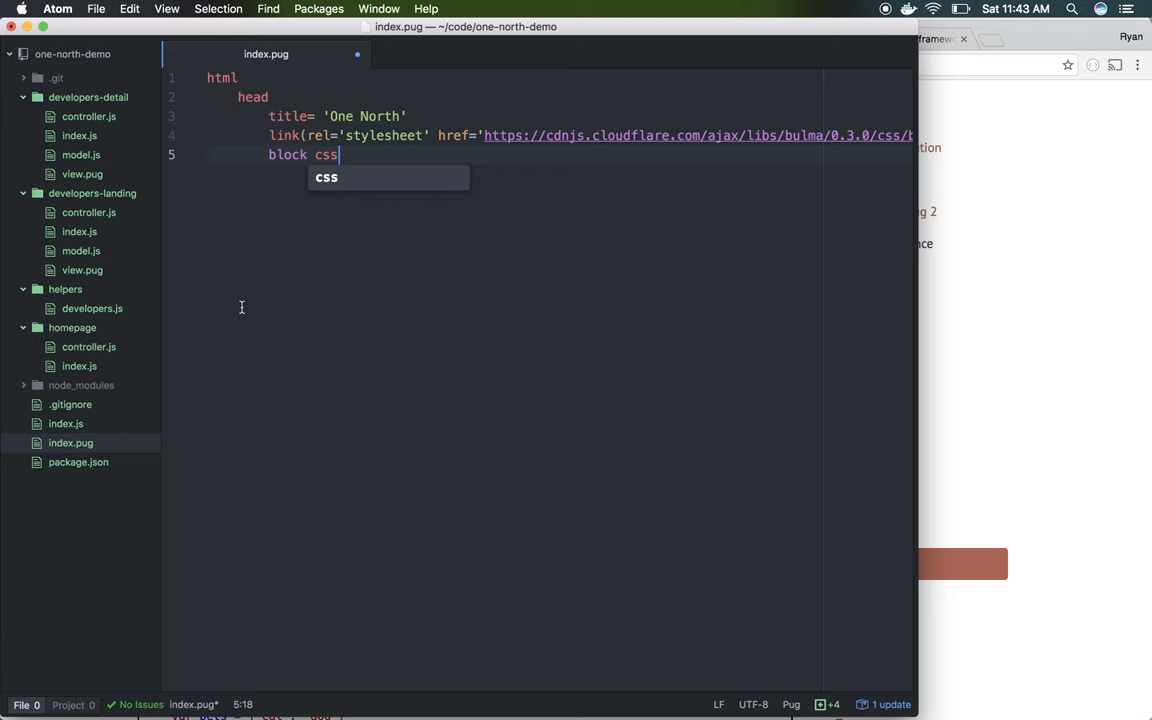 Atom File Edit View Selection Find Packages Window Help Sat 11:43 AM
index.pug — ~/code/one-north-demo
one-north-demo
.git
developers-detail
controller.js
index.js
model.js
view.pug
developers-landing
controller.js
index.js
model.js
view.pug
helpers
developers.js
homepage
controller.js
index.js
node_modules
.gitignore
index.js
index.pug
package.json
index.pug
1 html
2 head
3 title= 'One North'
4 link(rel='stylesheet' href='https://cdnjs.cloudflare.com/ajax/libs/bulma/0.3.0/css/b
5 block css
css
framew
Ryan
ation
g 2
nce
File 0 Project 0 No Issues index.pug* 5:18 LF UTF-8 Pug +4 1 update